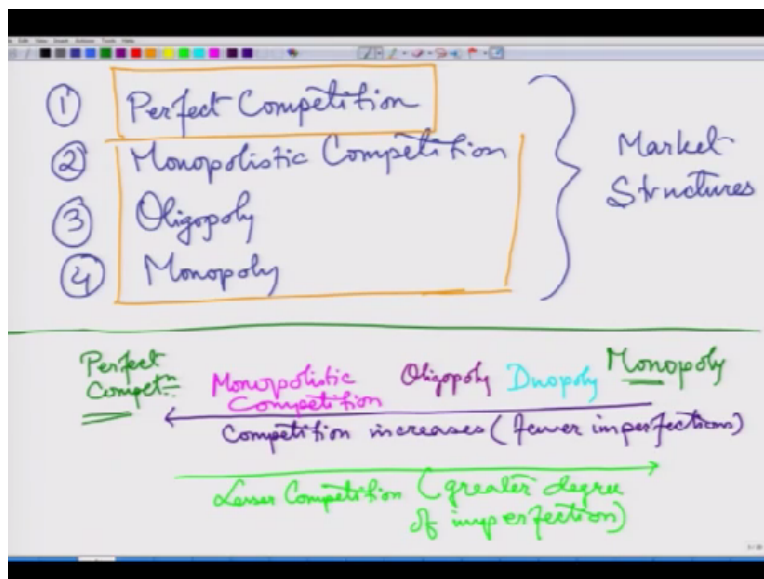 ① Perfect Competition
② Monopolistic Competition
③ Oligopoly
④ Monopoly
Market
Structures
Perfect
Competn
Monopolistic
Competition
Oligopoly
Duopoly
Monopoly
Competition increases (fewer imperfections)
Lesser Competition (greater degree
of imperfection)